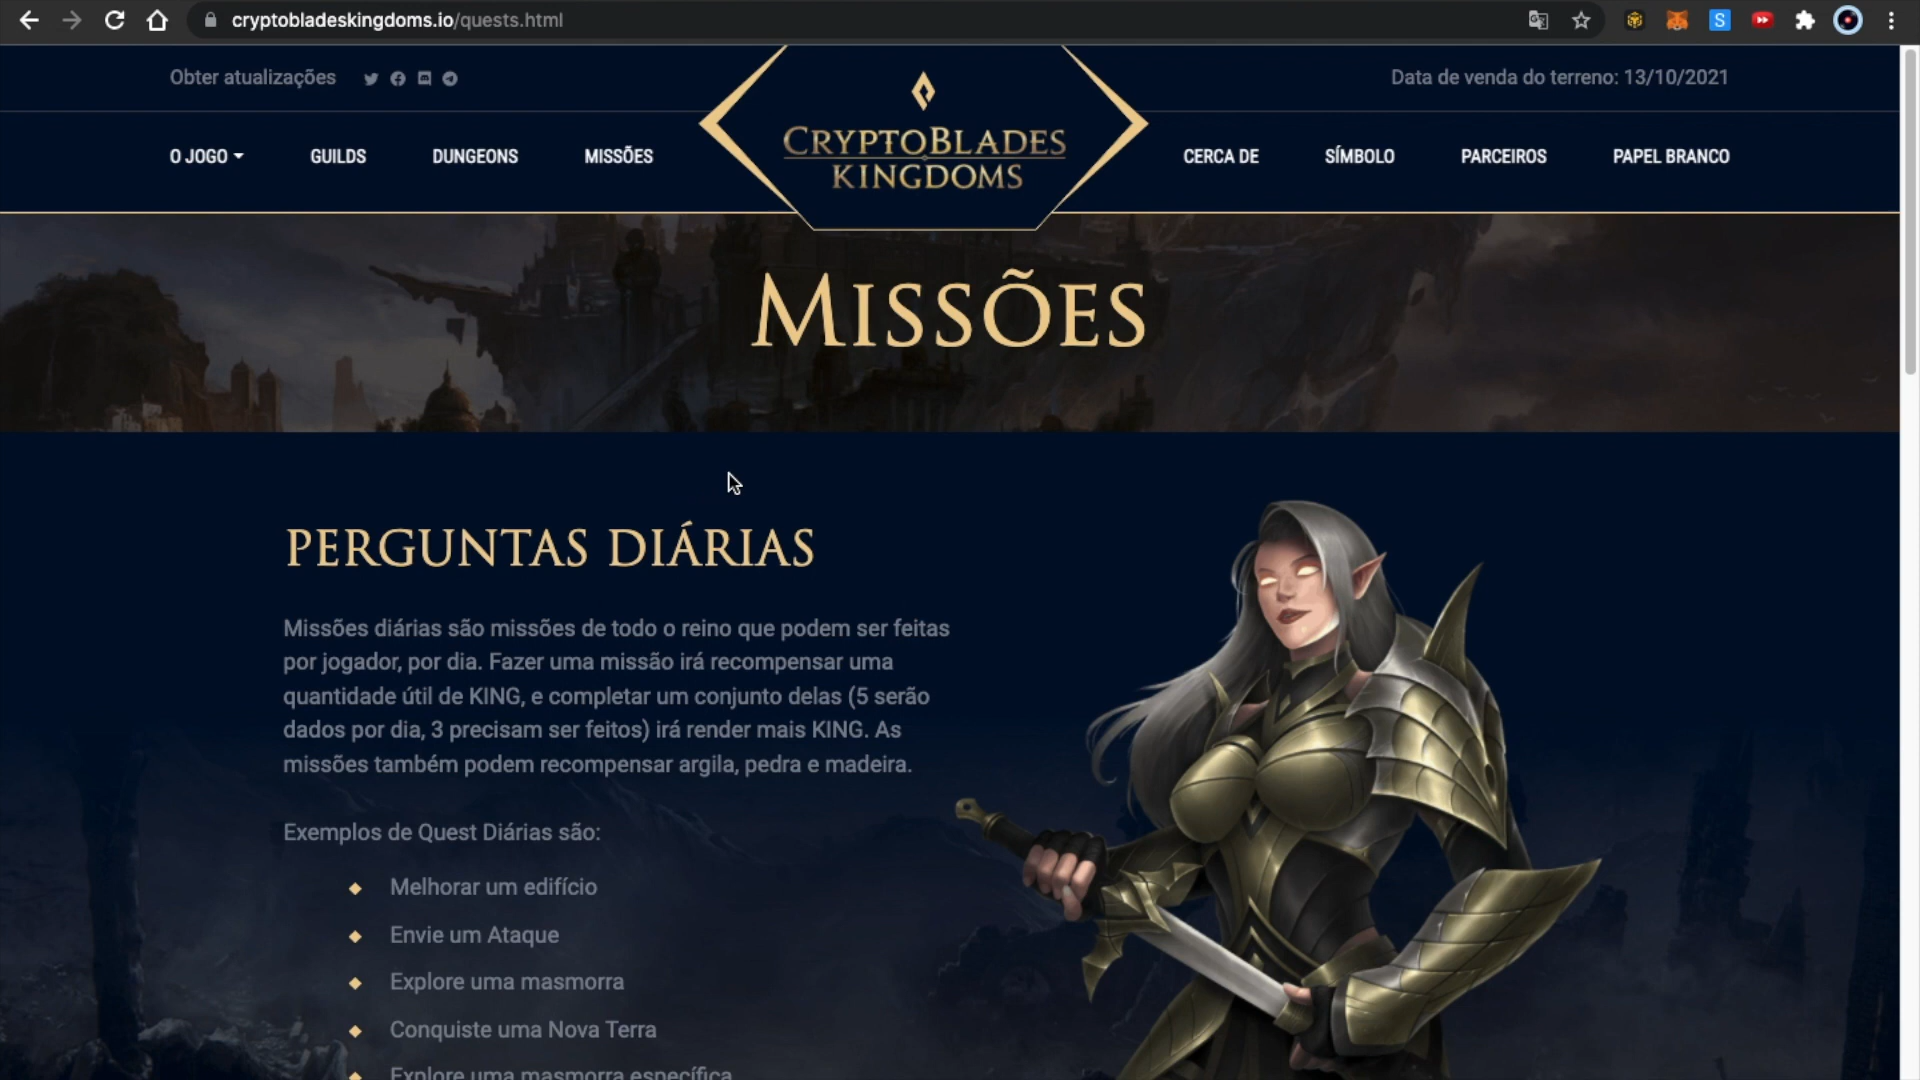 cryptobladeskingdoms.io/quests.html
Obter atualizações
Data de venda do terreno: 13/10/2021
O JOGO
GUILDS
DUNGEONS
MISSÕES
CRYPTOBLADES
KINGDOMS
CERCA DE
SÍMBOLO
PARCEIROS
PAPEL BRANCO
MISSÕES
PERGUNTAS DIÁRIAS
Missões diárias são missões de todo o reino que podem ser feitas
por jogador, por dia. Fazer uma missão irá recompensar uma
quantidade útil de KING, e completar um conjunto delas (5 serão
dados por dia, 3 precisam ser feitos) irá render mais KING. As
missões também podem recompensar argila, pedra e madeira.
Exemplos de Quest Diárias são:
Melhorar um edifício
Envie um Ataque
Explore uma masmorra
Conquiste uma Nova Terra
Explore uma masmorra específica